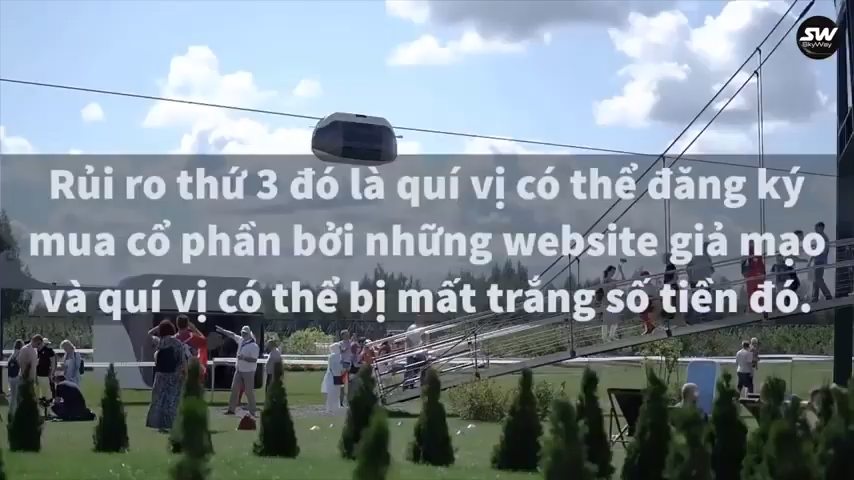 SW
SkyWay
Rủi ro thứ 3 đó là quí vị có thể đăng ký
mua cổ phần bởi những website giả mạo
và quí vị có thể bị mất trắng số tiền đó.